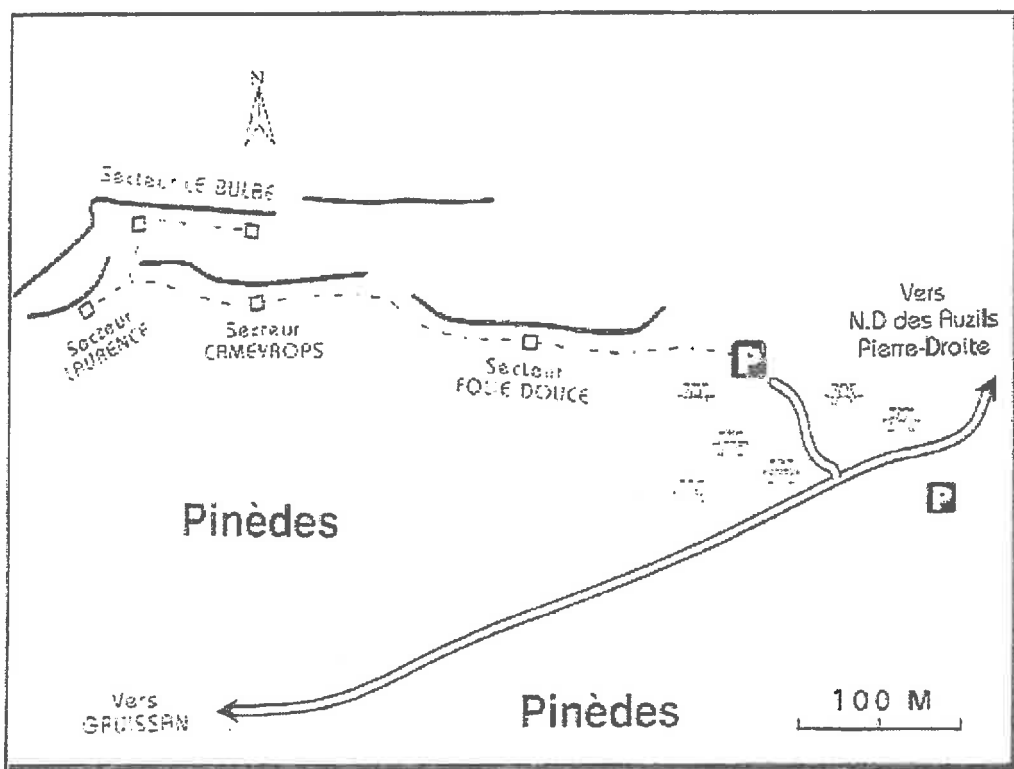 N
Secteur LE BULBE
Secteur
LAURENCE
Secteur
CAMEYROPS
Secteur
FOLIE DOUCE
P
Vers
N.D des Auzils
Pierre-Droite
P
Pinèdes
Vers
GRUISSAN
Pinèdes
100 M